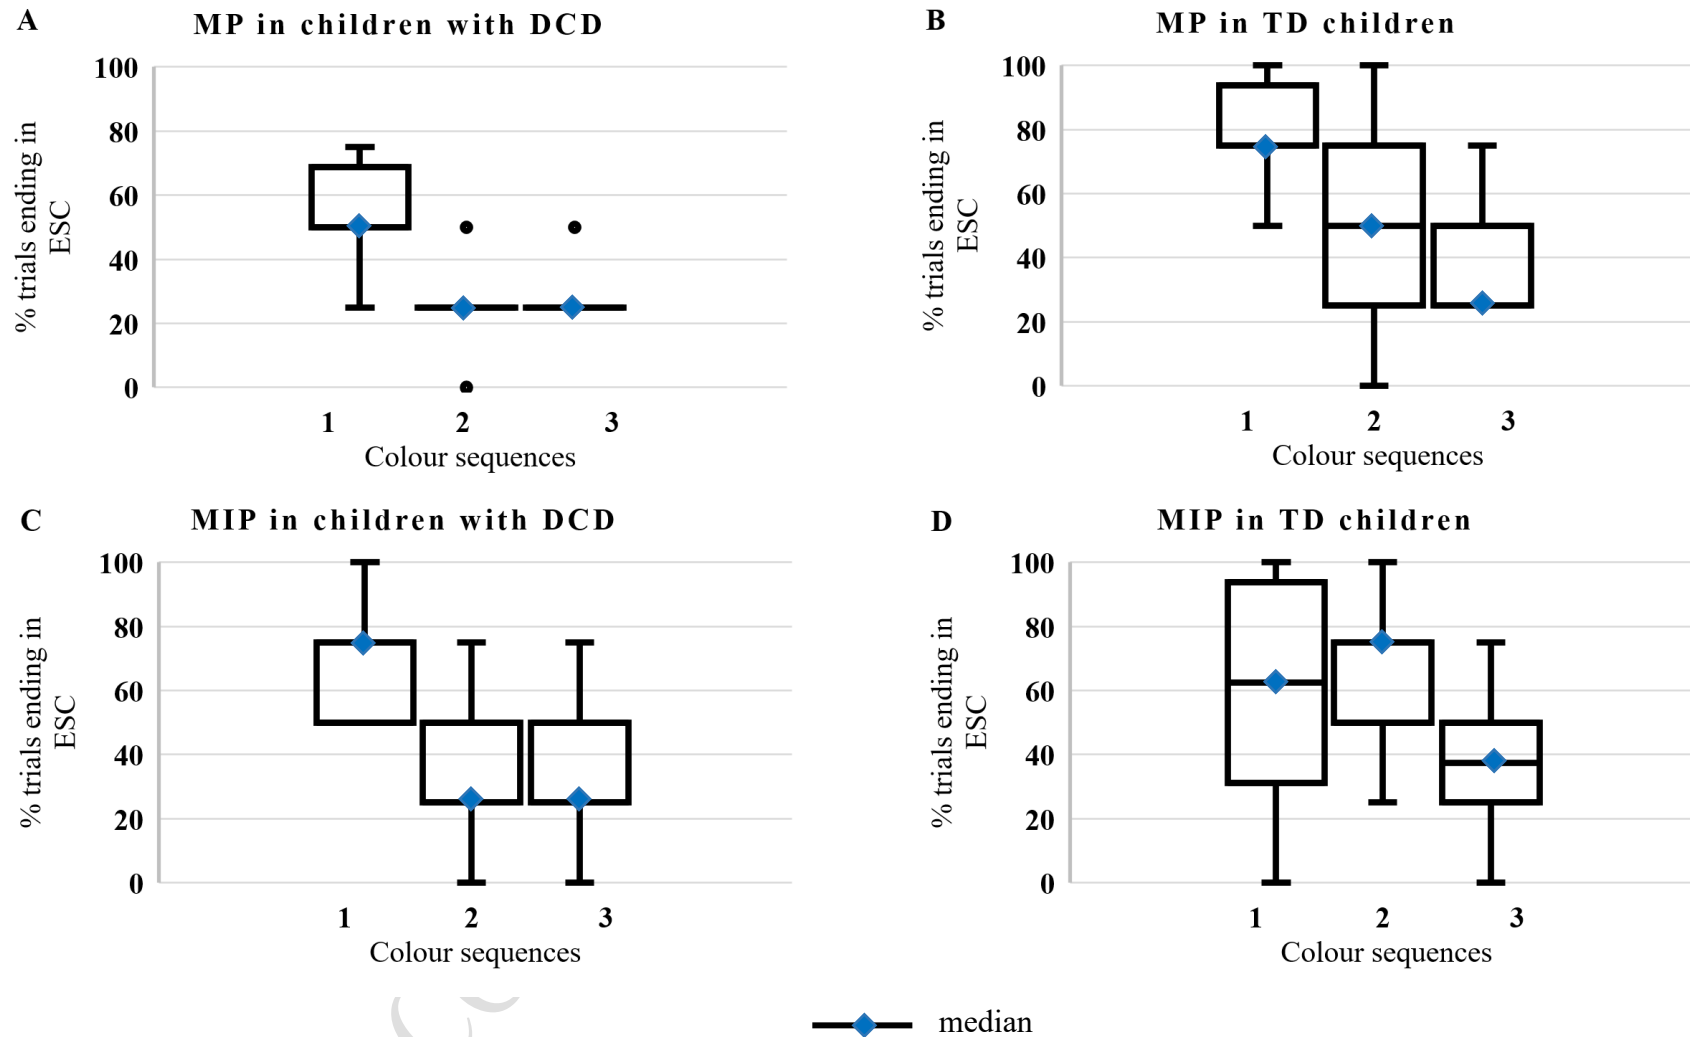 A
MP in children with DCD
100
80
60
40
20
0
% trials ending in
ESC
1 2 3
Colour sequences
B
MP in TD children
100
80
60
40
20
0
% trials ending in
ESC
1 2 3
Colour sequences
C
MIP in children with DCD
100
80
60
40
20
0
% trials ending in
ESC
1 2 3
Colour sequences
D
MIP in TD children
100
80
60
40
20
0
% trials ending in
ESC
1 2 3
Colour sequences
median